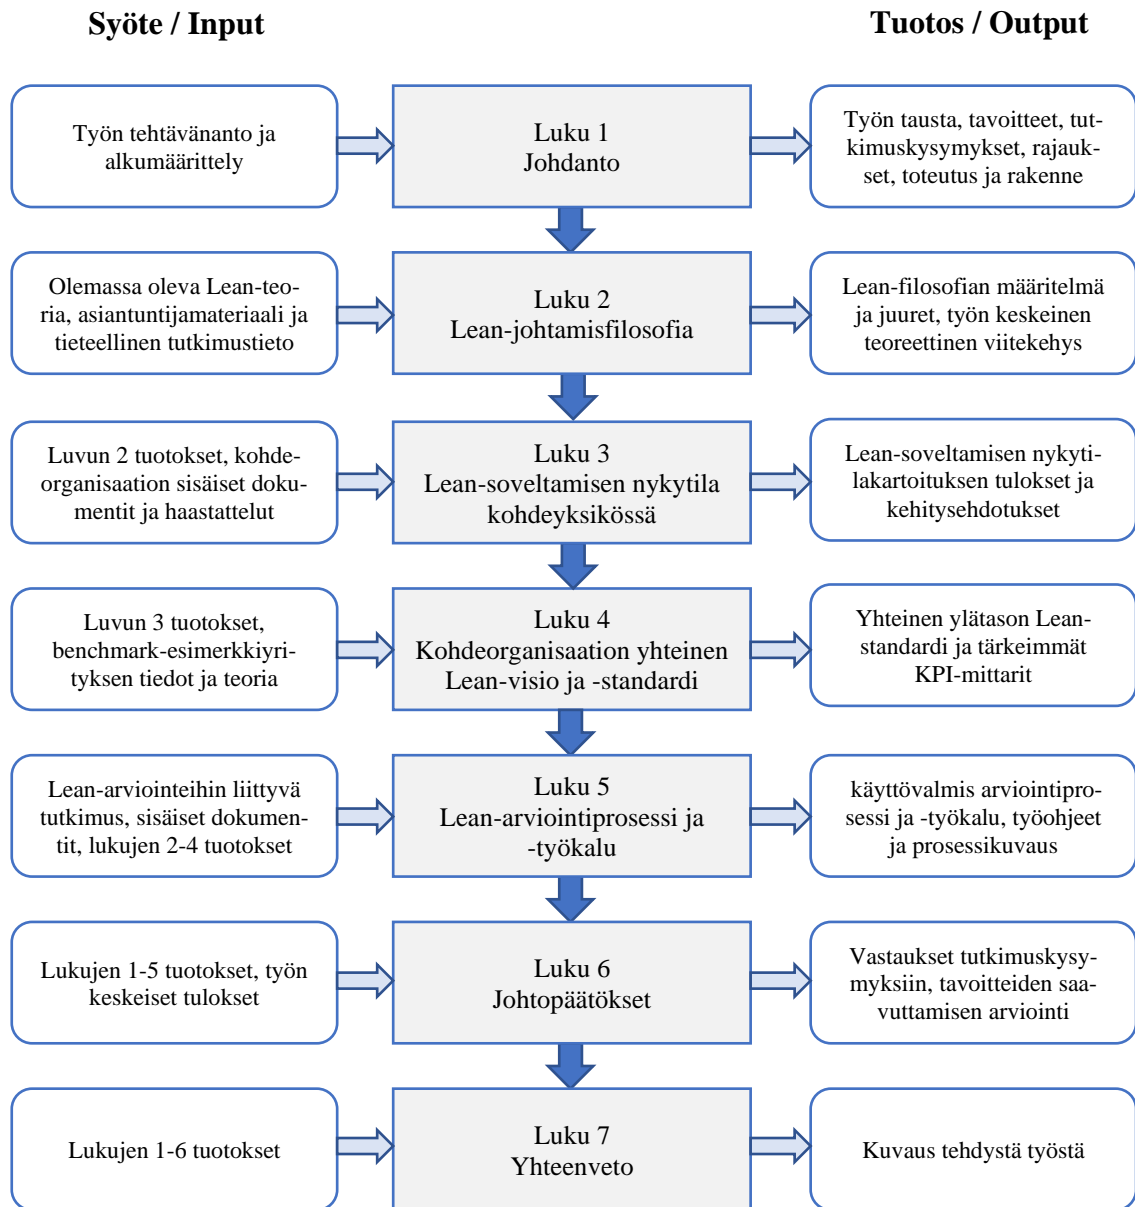 Syöte / Input
Tuotos / Output
Työn tehtävänanto ja
alkumäärittely
Luku 1
Johdanto
Työn tausta, tavoitteet, tut-
kimuskysymykset, rajauk-
set, toteutus ja rakenne
Olemassa oleva Lean-teo-
ria, asiantuntijamateriaali ja
tieteellinen tutkimustieto
Luku 2
Lean-johtamisfilosofia
Lean-filosofian määritelmä
ja juuret, työn keskeinen
teoreettinen viitekehys
Luvun 2 tuotokset, kohde-
organisaation sisäiset doku-
mentit ja haastattelut
Luku 3
Lean-soveltamisen nykytila
kohdeyksikössä
Lean-soveltamisen nykyti-
lakartoituksen tulokset ja
kehitysehdotukset
Luvun 3 tuotokset,
benchmark-esimerkkiyri-
tyksen tiedot ja teoria
Luku 4
Kohdeorganisaation yhteinen
Lean-visio ja -standardi
Yhteinen ylätason Lean-
standardi ja tärkeimmät
KPI-mittarit
Lean-arviointeihin liittyvä
tutkimus, sisäiset dokumen-
tit, lukujen 2-4 tuotokset
Luku 5
Lean-arviointiprosessi ja
-työkalu
käyttövalmis arviointipro-
sessi ja -työkalu, työohjeet
ja prosessikuvaus
Lukujen 1-5 tuotokset, työn
keskeiset tulokset
Luku 6
Johtopäätökset
Vastaukset tutkimuskysy-
myksiin, tavoitteiden saa-
vuttamisen arviointi
Lukujen 1-6 tuotokset
Luku 7
Yhteenveto
Kuvaus tehdystä työstä